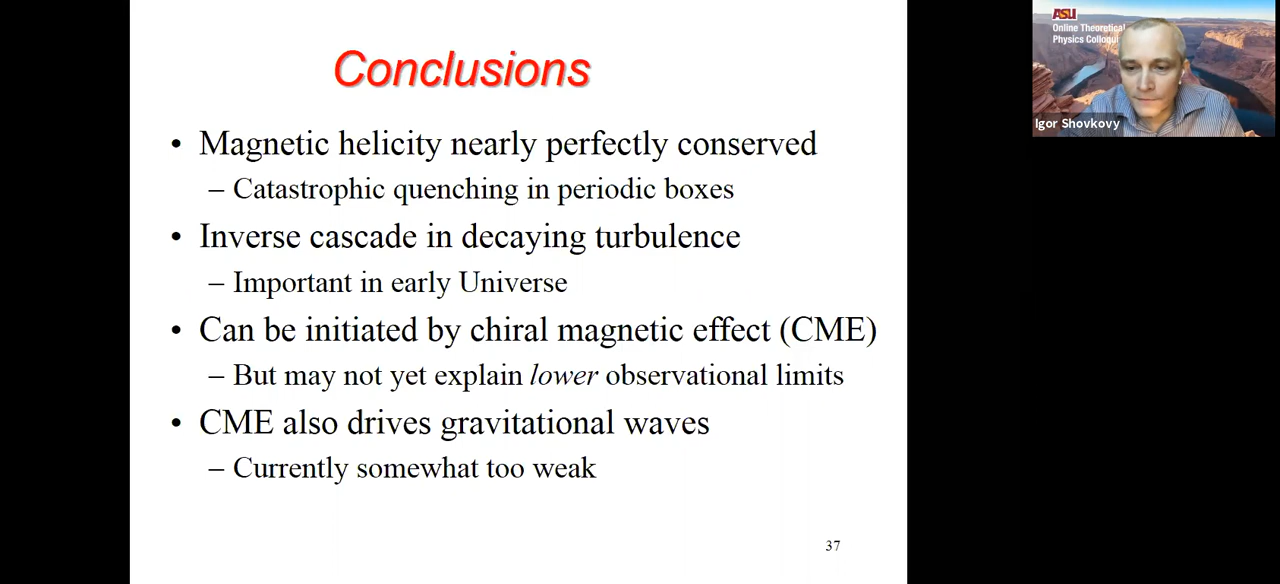 Conclusions
• Magnetic helicity nearly perfectly conserved
– Catastrophic quenching in periodic boxes
• Inverse cascade in decaying turbulence
– Important in early Universe
• Can be initiated by chiral magnetic effect (CME)
– But may not yet explain lower observational limits
• CME also drives gravitational waves
– Currently somewhat too weak
37
ASU
Online Theoretical
Physics Colloqui
Igor Shovkovy